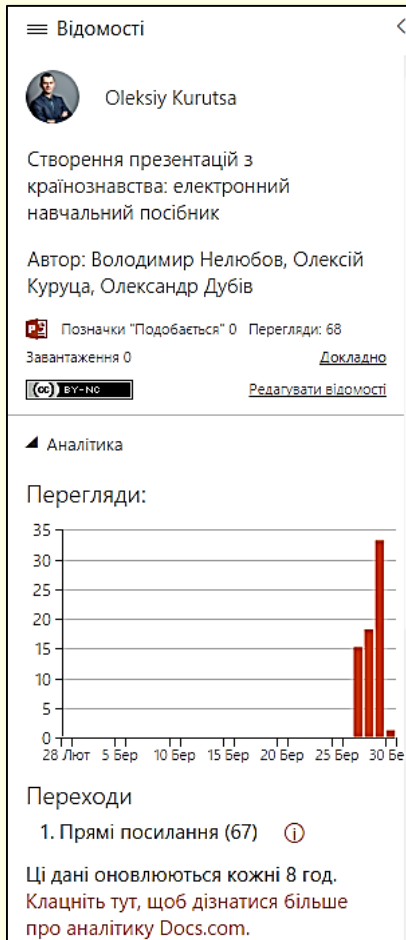 Відомості
Oleksiy Kurutsa
Створення презентацій з
країнознавства: електронний
навчальний посібник
Автор: Володимир Нелюбов, Олексій
Куруца, Олександр Дубів
Позначки "Подобається" 0 Перегляди: 68
Завантаження 0 Докладно
(cc) BY-NC Редагувати відомості
Аналітика
Перегляди:
35
30
25
20
15
10
5
0
28 Лют 5 Бер 10 Бер 15 Бер 20 Бер 25 Бер 30 Бе
Переходи
1. Прямі посилання (67)
Ці дані оновлюються кожні 8 год.
Клацніть тут, щоб дізнатися більше
про аналітику Docs.com.